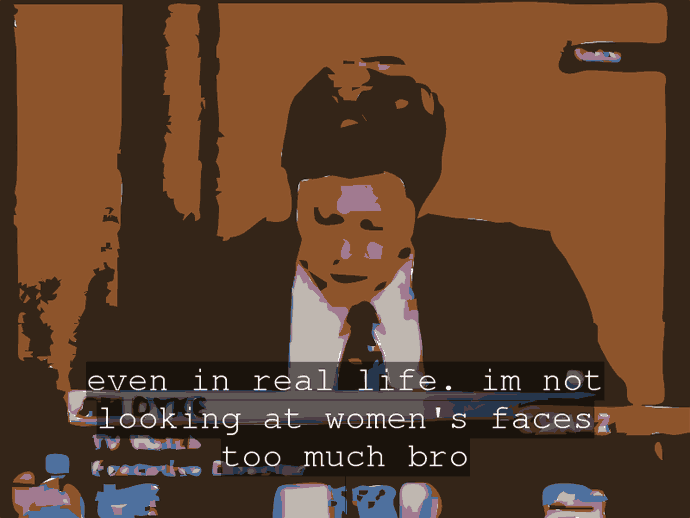 even in real life. im not
looking at women's faces
too much bro